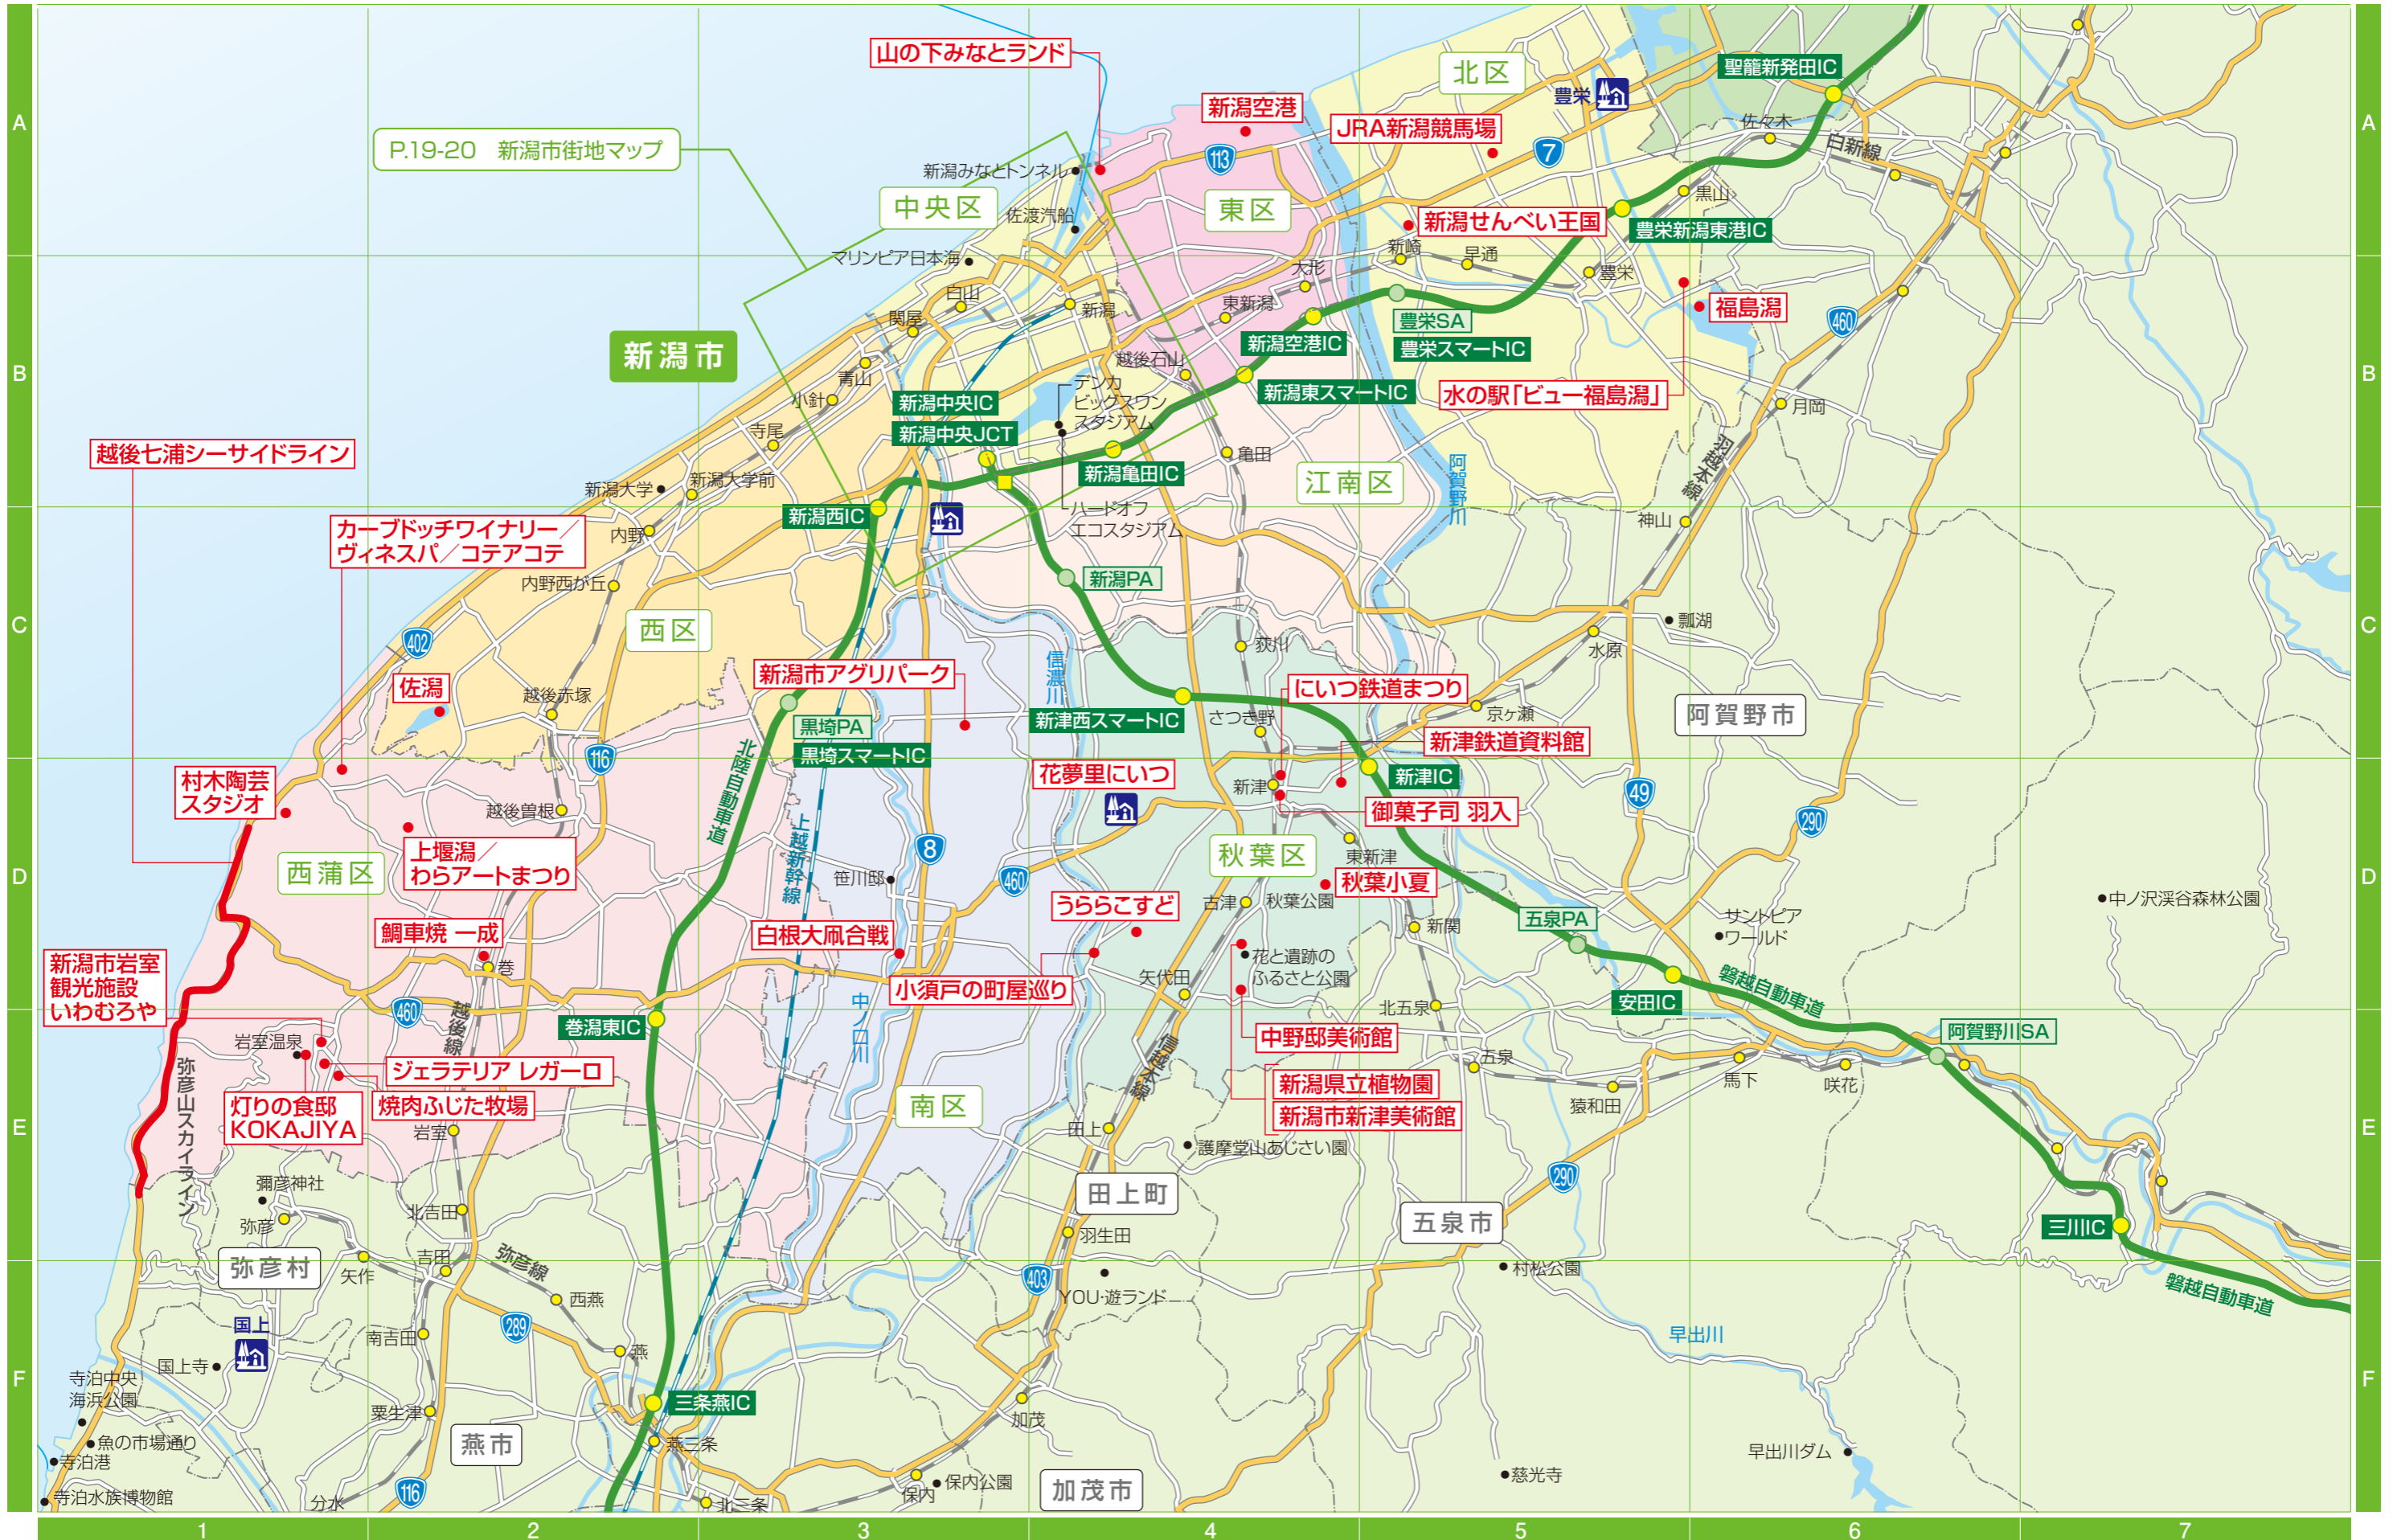 A
A
B
B
C
C
D
D
E
E
F
F
1
2
3
4
5
6
7
山の下みなとランド
北区
聖籠新発田IC
豊栄
新潟空港
JRA新潟競馬場
佐々木
P.19-20 新潟市街地マップ
113
7
白新線
新潟みなとトンネル
中央区
東区
黒山
佐渡汽船
新潟せんべい王国
豊栄新潟東港IC
マリンピア日本海
新崎
早通
大形
豊栄
白山
新潟
東新潟
福島潟
関屋
豊栄SA
460
新潟市
新潟空港IC
豊栄スマートIC
越後石山
青山
デンカ
ビッグスワン
スタジアム
新潟東スマートIC
水の駅「ビュー福島潟」
小針
新潟中央IC
月岡
寺尾
新潟中央JCT
越後七浦シーサイドライン
亀田
羽越本線
新潟亀田IC
江南区
阿賀野川
新潟大学
新潟大学前
新潟西IC
ハードオフ
エコスタジアム
神山
カーブドッチワイナリー／
ヴィネスパ／コテアコテ
内野
内野西が丘
新潟PA
西区
402
瓢湖
荻川
水原
信濃川
新潟市アグリパーク
佐潟
越後赤塚
にいつ鉄道まつり
新津西スマートIC
さつき野
京ヶ瀬
阿賀野市
黒埼PA
黒埼スマートIC
116
北陸自動車道
新津鉄道資料館
花夢里にいつ
新津IC
村木陶芸
スタジオ
新津
49
越後曽根
御菓子司 羽入
290
上越新幹線
8
上堰潟／
わらアートまつり
西蒲区
秋葉区
東新津
笹川邸
460
秋葉小夏
うららこすど
古津
秋葉公園
中ノ沢渓谷森林公園
鯛車焼 一成
白根大凧合戦
五泉PA
新関
サントピア
ワールド
新潟市岩室
観光施設
いわむろや
巻
花と遺跡の
ふるさと公園
小須戸の町屋巡り
矢代田
磐越自動車道
460
越後線
中ノ口川
北五泉
安田IC
巻潟東IC
阿賀野川SA
岩室温泉
中野邸美術館
信越本線
五泉
ジェラテリア レガーロ
馬下
咲花
弥彦山スカイライン
新潟県立植物園
灯りの食邸
KOKAJIYA
焼肉ふじた牧場
南区
猿和田
新潟市新津美術館
岩室
田上
護摩堂山あじさい園
290
彌彦神社
田上町
弥彦
北吉田
五泉市
三川IC
羽生田
弥彦村
矢作
吉田
弥彦線
403
村松公園
YOU・遊ランド
磐越自動車道
西燕
国上
289
南吉田
早出川
燕
国上寺
寺泊中央
海浜公園
三条燕IC
粟生津
加茂
魚の市場通り
燕市
燕三条
寺泊港
早出川ダム
保内
保内公園
加茂市
慈光寺
寺泊水族博物館
分水
116
北三条